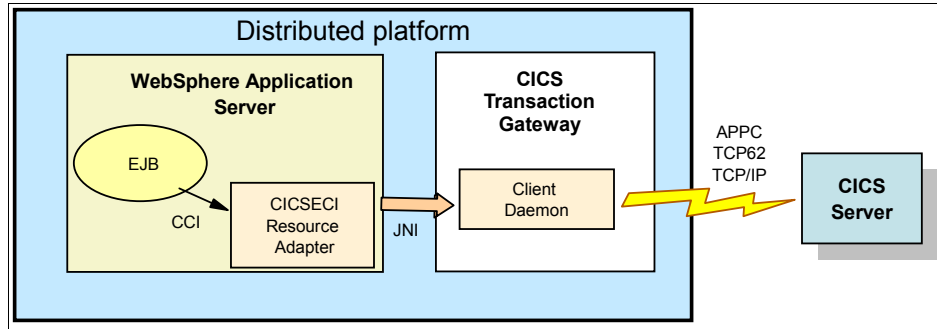 Distributed platform
WebSphere Application
Server
EJB
CCI
CICSECI
Resource
Adapter
JNI
CICS
Transaction
Gateway
Client
Daemon
APPC
TCP62
TCP/IP
CICS
Server